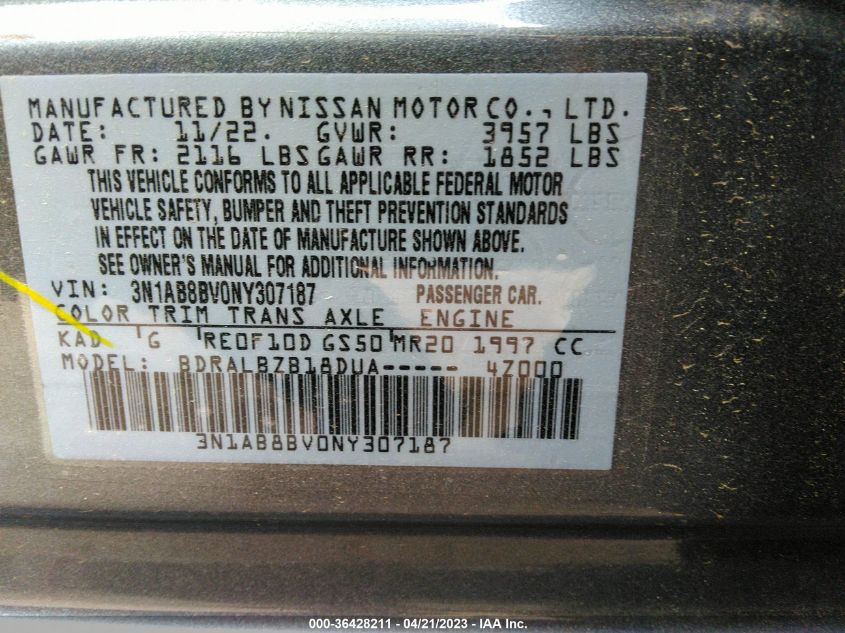 MANUFACTURED BY NISSAN MOTOR CO., LTD.
DATE: 11/22. GVWR: 3957 LBS
GAWR FR: 2116 LBS GAWR RR: 1852 LBS
THIS VEHICLE CONFORMS TO ALL APPLICABLE FEDERAL MOTOR
VEHICLE SAFETY, BUMPER AND THEFT PREVENTION STANDARDS
IN EFFECT ON THE DATE OF MANUFACTURE SHOWN ABOVE.
SEE OWNER'S MANUAL FOR ADDITIONAL INFORMATION.
VIN: 3N1AB8BV0NY307187 PASSENGER CAR.
COLOR TRIM TRANS AXLE ENGINE
KAD G RE0F10D GS50 MR20 1997 CC
MODEL: BDRALBZB18DUA----- 4Z000
3N1AB8BV0NY307187
000-36428211 - 04/21/2023 - IAA Inc.